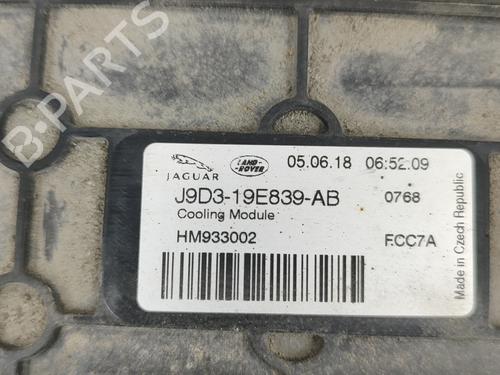 B-PARTS
JAGUAR
LAND-
ROVER
05.06.18 06:52:09
J9D3-19E839-AB
0768
Cooling Module
HM933002
FCC7A
Made in Czech Republic